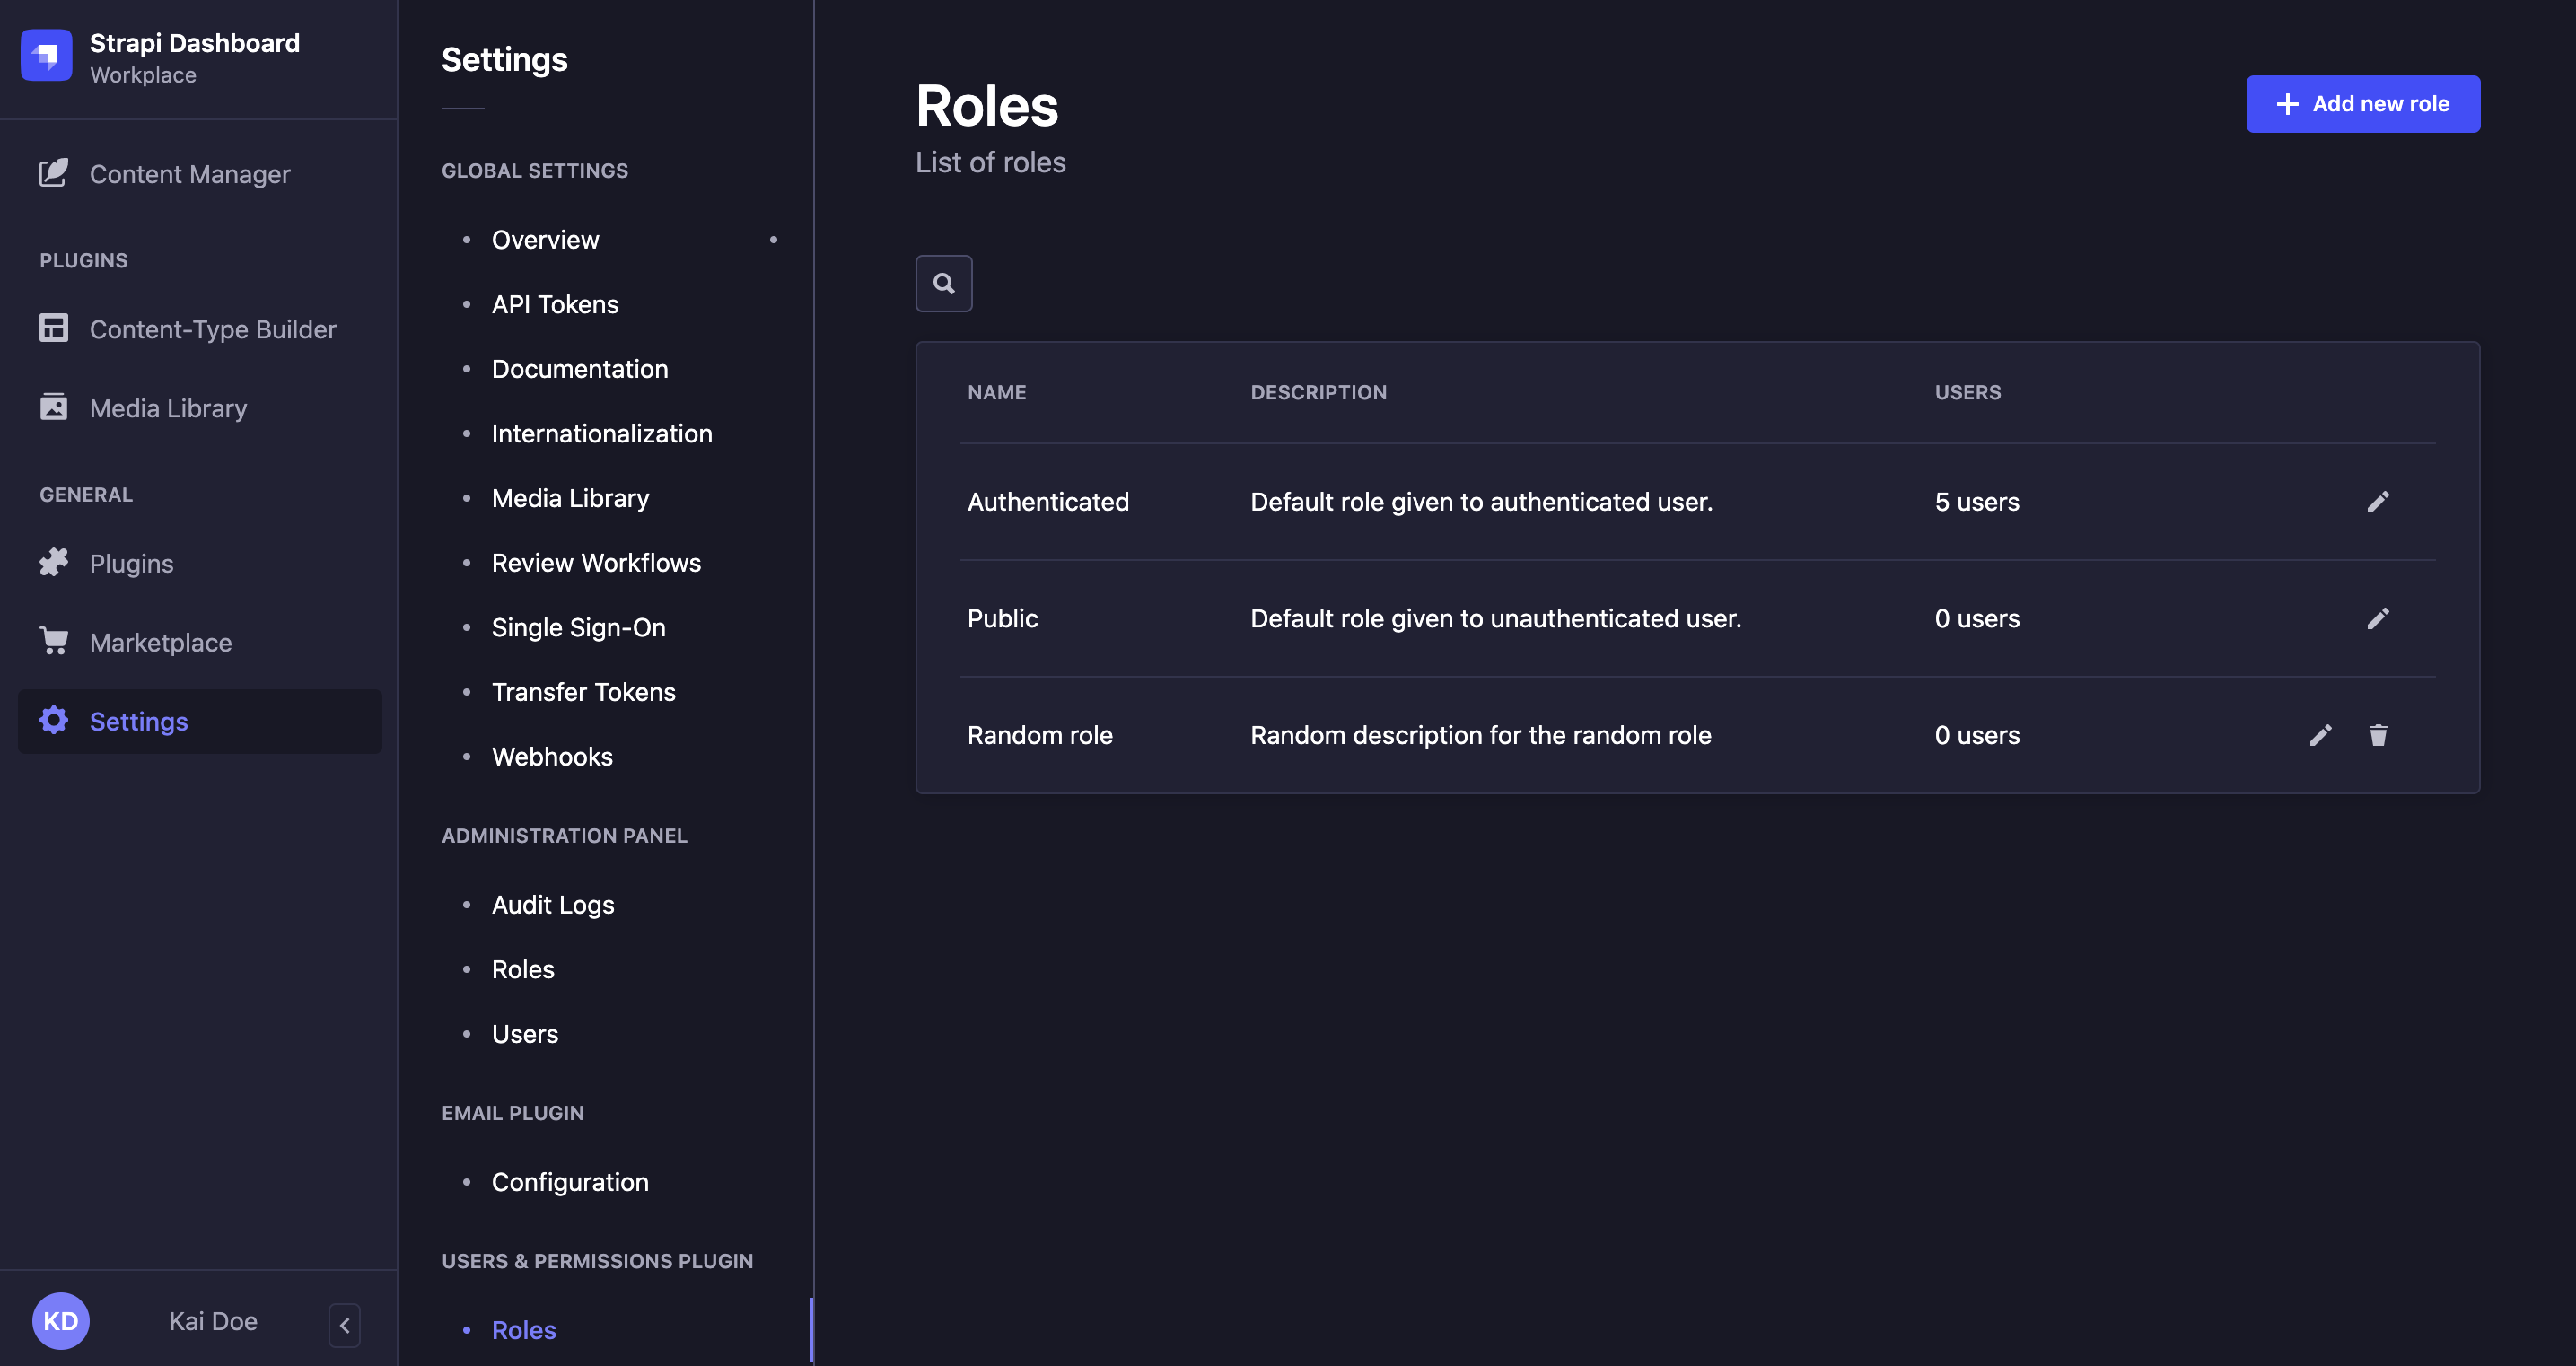 Strapi Dashboard
Workplace
Content Manager
PLUGINS
Content-Type Builder
Media Library
GENERAL
Plugins
Marketplace
Settings
KD
Kai Doe
Settings
GLOBAL SETTINGS
Overview
API Tokens
Documentation
Internationalization
Media Library
Review Workflows
Single Sign-On
Transfer Tokens
Webhooks
ADMINISTRATION PANEL
Audit Logs
Roles
Users
EMAIL PLUGIN
Configuration
USERS & PERMISSIONS PLUGIN
Roles
Roles
List of roles
Add new role
NAME DESCRIPTION USERS
Authenticated Default role given to authenticated user. 5 users
Public Default role given to unauthenticated user. 0 users
Random role Random description for the random role 0 users